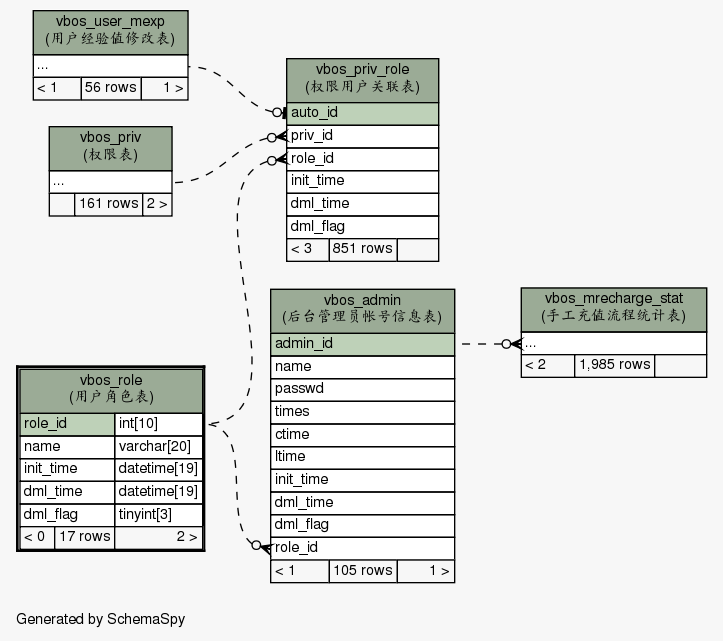 vbos_user_mexp
(用户经验值修改表)
...
< 1 56 rows 1 >
vbos_priv_role
(权限用户关联表)
auto_id
priv_id
role_id
init_time
dml_time
dml_flag
< 3 851 rows
vbos_priv
(权限表)
...
161 rows 2 >
vbos_admin
(后台管理员帐号信息表)
admin_id
name
passwd
times
ctime
ltime
init_time
dml_time
dml_flag
role_id
< 1 105 rows 1 >
vbos_mrecharge_stat
(手工充值流程统计表)
...
< 2 1,985 rows
vbos_role
(用户角色表)
role_id int[10]
name varchar[20]
init_time datetime[19]
dml_time datetime[19]
dml_flag tinyint[3]
< 0 17 rows 2 >
Generated by SchemaSpy